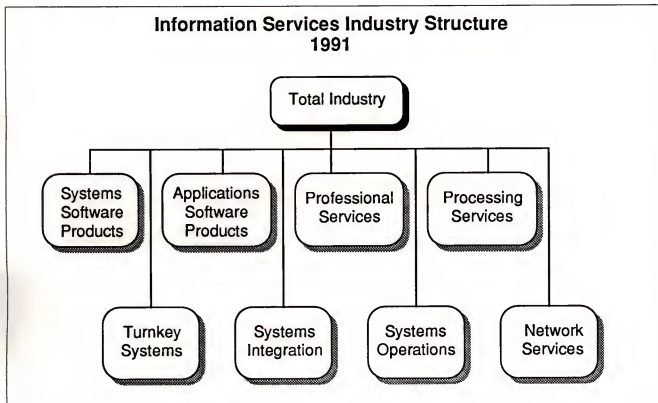 Information Services Industry Structure
1991
Total Industry
Systems
Software
Products
Applications
Software
Products
Professional
Services
Processing
Services
Turnkey
Systems
Systems
Integration
Systems
Operations
Network
Services